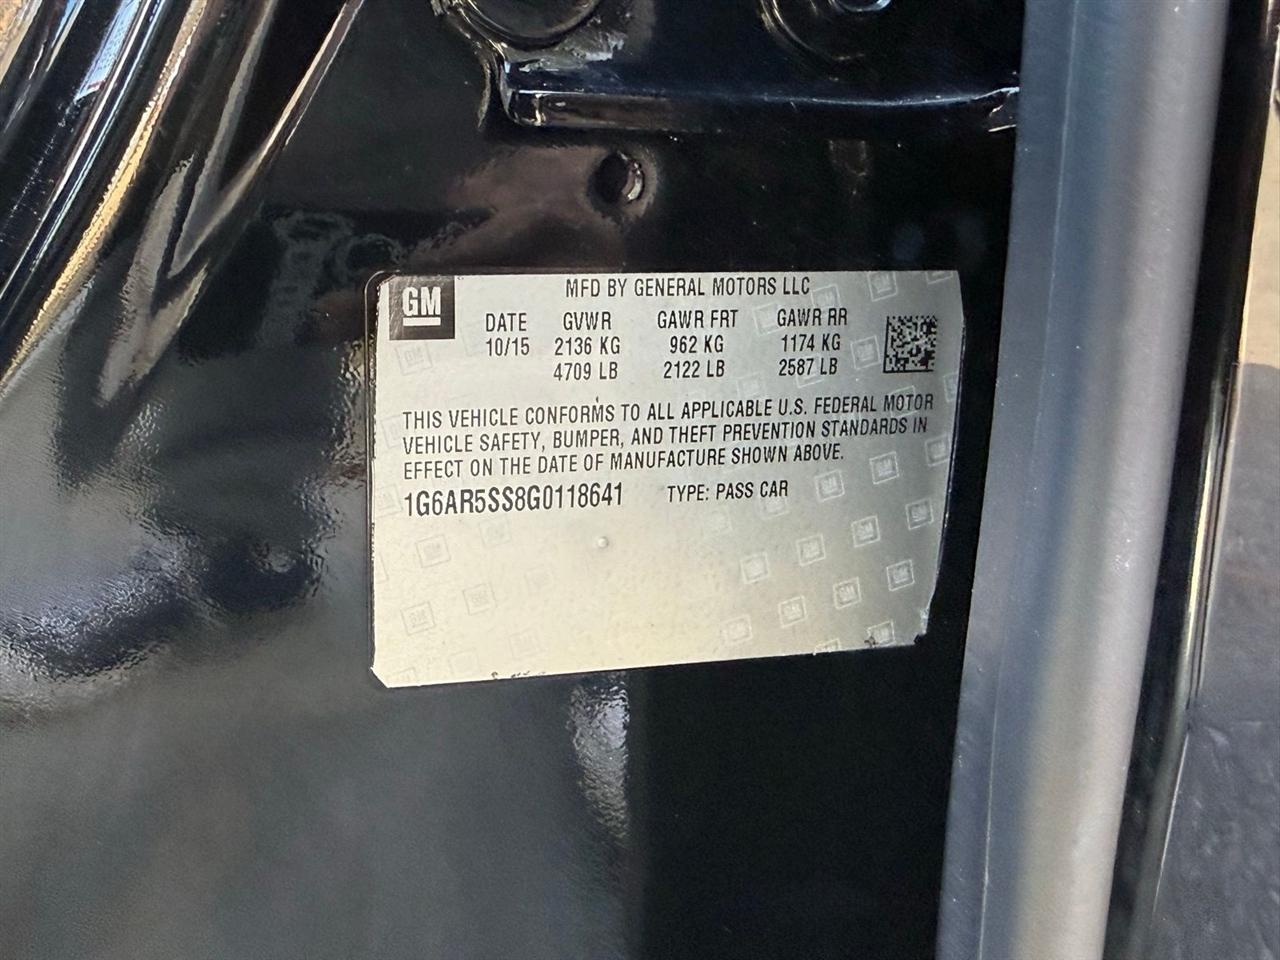 GM
MFD BY GENERAL MOTORS LLC
DATE GVWR GAWR FRT GAWR RR
10/15 2136 KG 962 KG 1174 KG
4709 LB 2122 LB 2587 LB
THIS VEHICLE CONFORMS TO ALL APPLICABLE U.S. FEDERAL MOTOR
VEHICLE SAFETY, BUMPER, AND THEFT PREVENTION STANDARDS IN
EFFECT ON THE DATE OF MANUFACTURE SHOWN ABOVE.
1G6AR5SS8G0118641 TYPE: PASS CAR